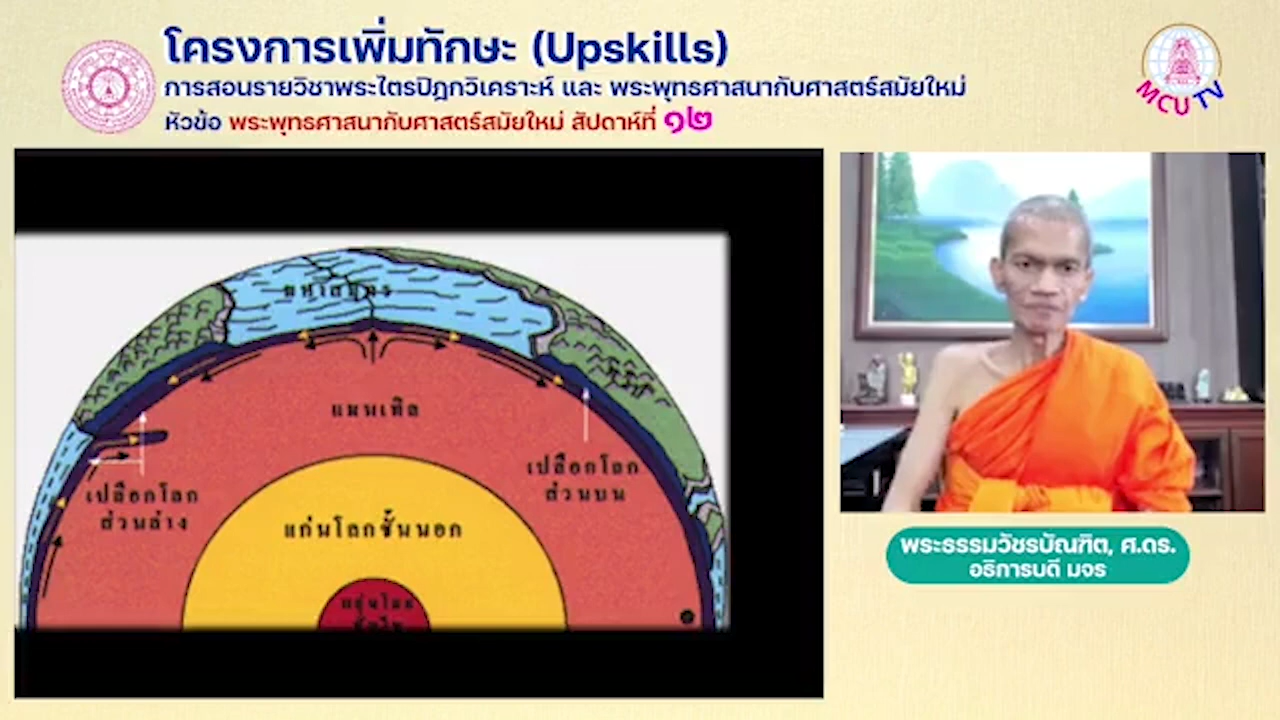 โครงการเพิ่มทักษะ (Upskills)
การสอนรายวิชาพระไตรปิฎกวิเคราะห์ และ พระพุทธศาสนากับศาสตร์สมัยใหม่
หัวข้อ พระพุทธศาสนากับศาสตร์สมัยใหม่ สัปดาห์ที่ ๑๒
MCU TV
มหาสมุทร
แมนเทิล
เปลือกโลก
ส่วนบน
เปลือกโลก
ส่วนล่าง
แก่นโลกชั้นนอก
พระธรรมวัชรบัณฑิต, ศ.ดร.
อธิการบดี มจร